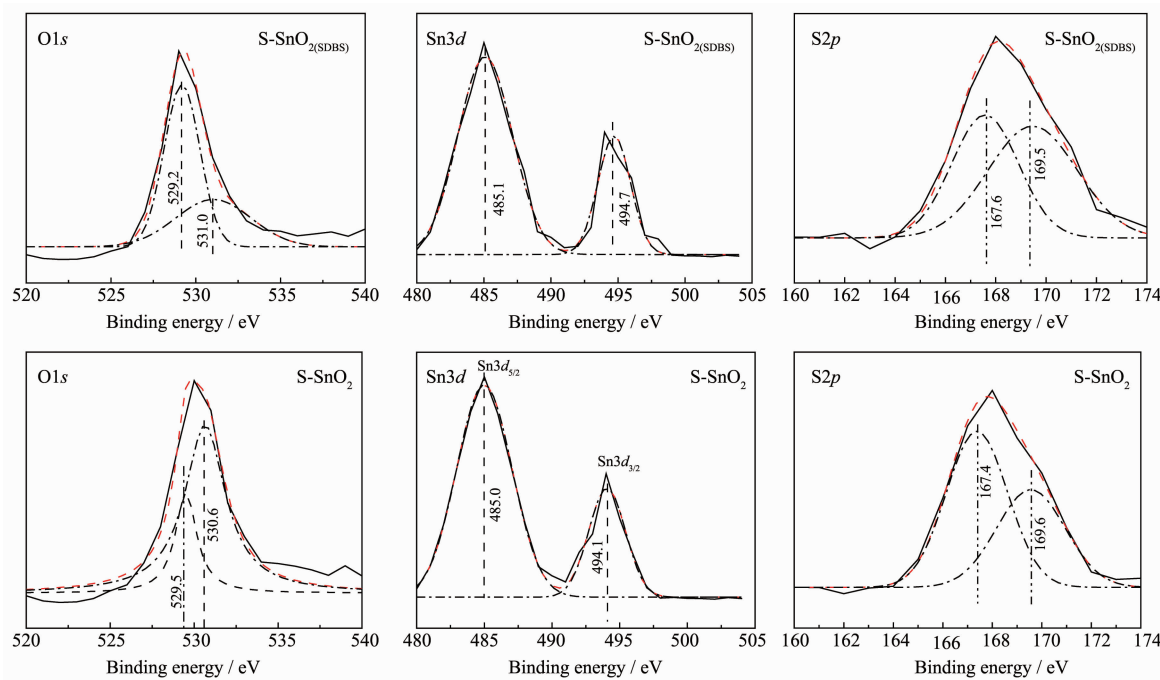 O1s S-SnO2(SDBS)
529.2
531.0
520 525 530 535 540
Binding energy / eV
Sn3d S-SnO2(SDBS)
485.1
494.7
480 485 490 495 500 505
Binding energy / eV
S2p S-SnO2(SDBS)
167.6
169.5
160 162 164 166 168 170 172 174
Binding energy / eV
O1s S-SnO2
529.5
530.6
520 525 530 535 540
Binding energy / eV
Sn3d Sn3d5/2 S-SnO2
Sn3d3/2
485.0
494.1
480 485 490 495 500 505
Binding energy / eV
S2p S-SnO2
167.4
169.6
160 162 164 166 168 170 172 174
Binding energy / eV